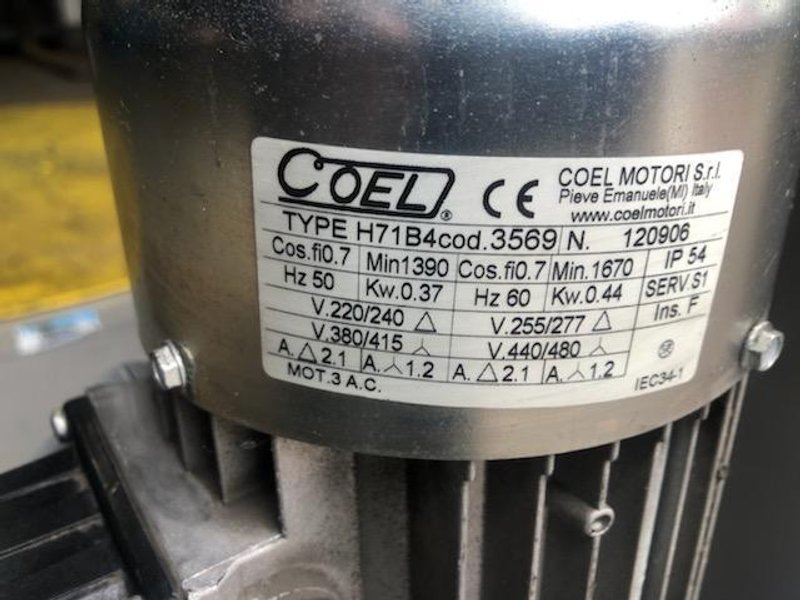 COEL ® CE COEL MOTORI S.r.l.
Pieve Emanuele(MI) Italy
www.coelmotori.it
TYPE H71B4cod.3569 N. 120906
Cos.fi0.7 Min1390 Cos.fi0.7 Min.1670 IP 54
Hz 50 Kw.0.37 Hz 60 Kw.0.44 SERV.S1
V.220/240 △ V.255/277 △ Ins. F
V.380/415 ⅄ V.440/480 ⅄
A. △ 2.1 A. ⅄ 1.2 A. △ 2.1 A. ⅄ 1.2
MOT.3 A.C. IEC34-1